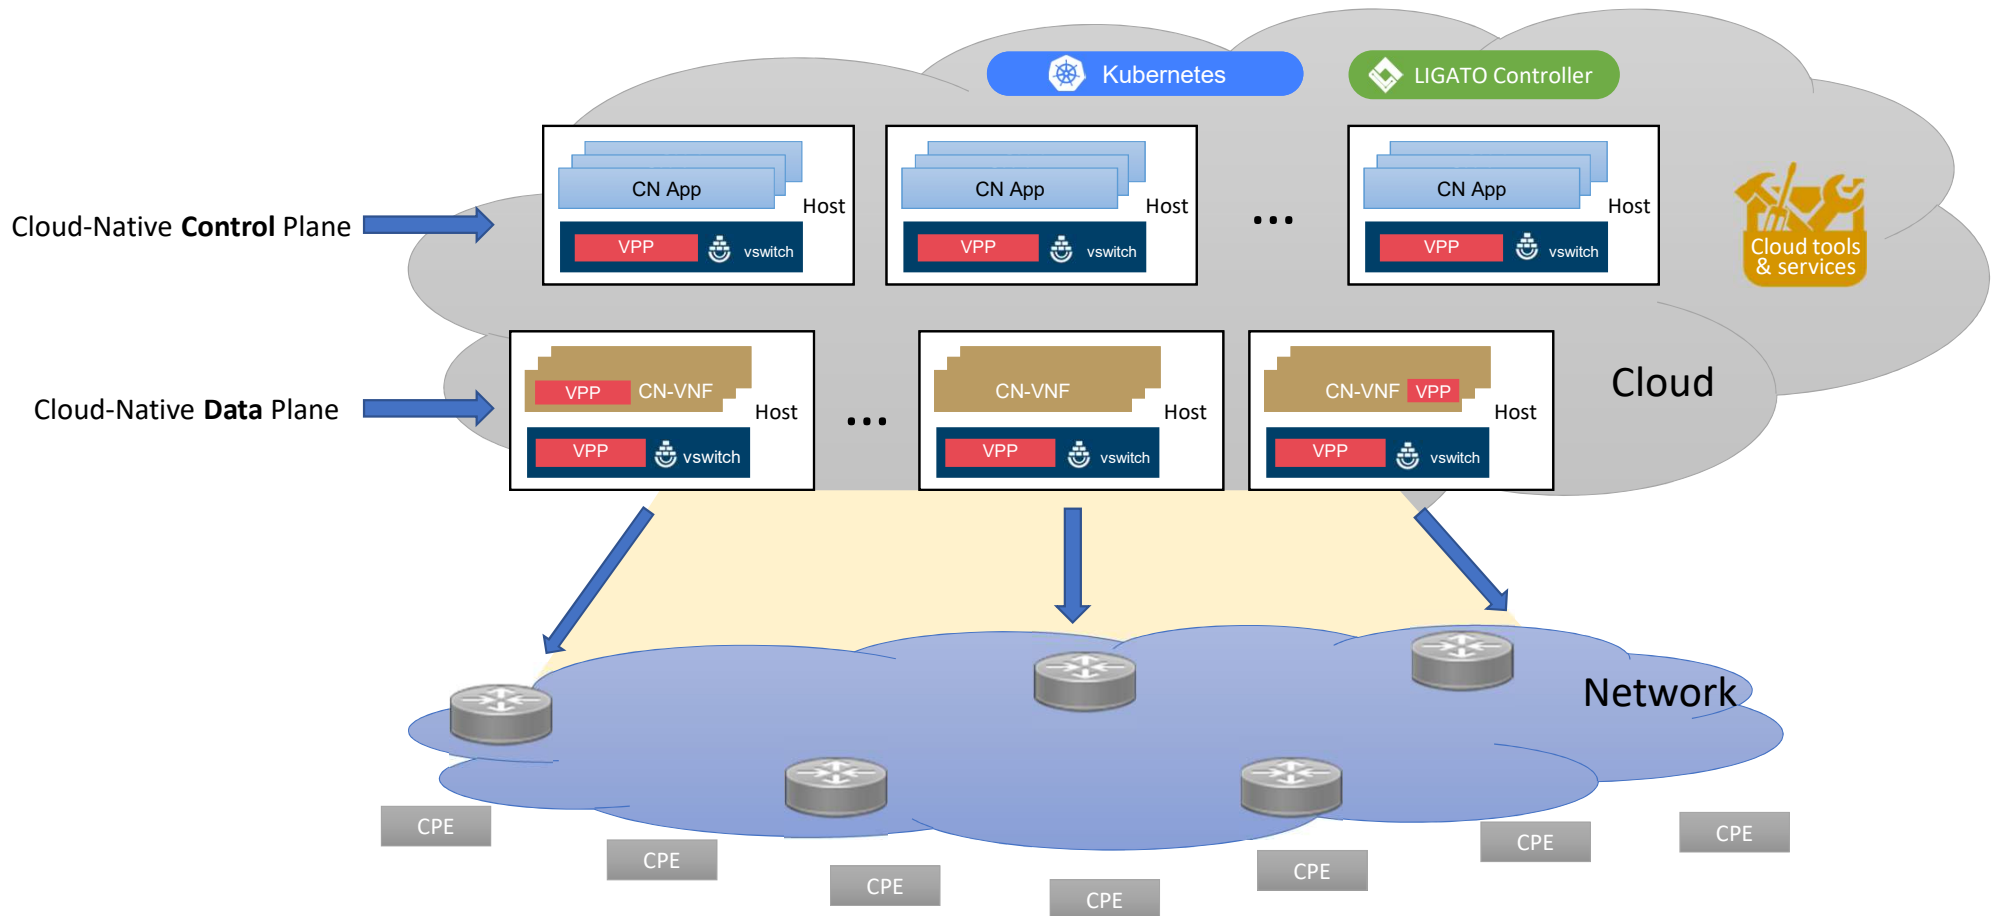 Kubernetes
LIGATO Controller
CN App
Host
VPP
vswitch
CN App
Host
VPP
vswitch
...
CN App
Host
VPP
vswitch
Cloud-Native Control Plane
Cloud tools
& services
VPP
CN-VNF
Host
VPP
vswitch
...
CN-VNF
Host
VPP
vswitch
CN-VNF
VPP
Host
VPP
vswitch
Cloud-Native Data Plane
Cloud
Network
CPE
CPE
CPE
CPE
CPE
CPE
CPE